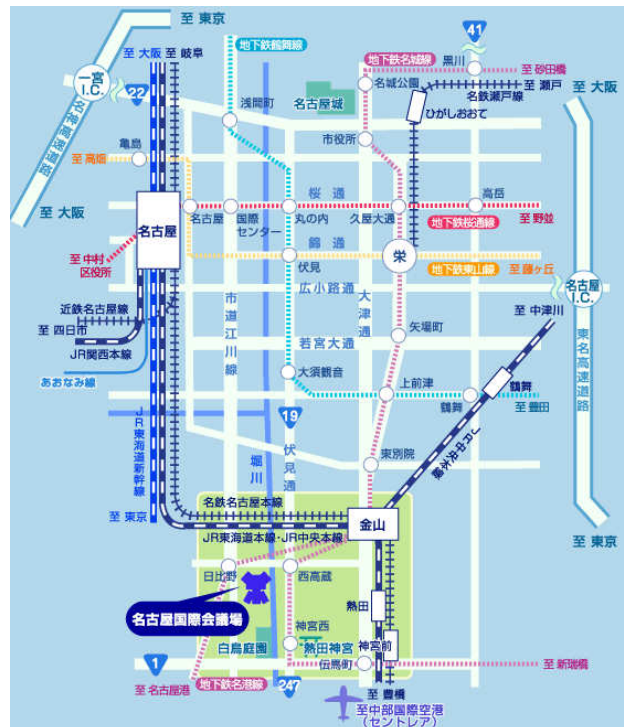 至 東京
41
至 大阪
至 岐阜
地下鉄鶴舞線
地下鉄名城線
黒川
至 砂田橋
一宮
I.C.
22
名城公園
至 瀬戸
名鉄瀬戸線
至 大阪
名古屋城
ひがしおおて
浅間町
市役所
亀島
至 高畑
桜通
高岳
至 大阪
名古屋
名古屋
国際
センター
丸の内
久屋大通
地下鉄桜通線
至 野並
錦通
栄
至 中村
区役所
伏見
地下鉄東山線
至 藤ヶ丘
広小路通
名古屋
I.C.
近鉄名古屋線
至 四日市
JR関西本線
市道江川線
大津通
至 中津川
矢場町
若宮大通
東名高速道路
あおなみ線
大須観音
上前津
鶴舞
鶴舞
至 豊田
JR東海道新幹線
19
伏見通
JR中央本線
東別院
堀川
名鉄名古屋本線
至 東京
金山
JR東海道本線・JR中央本線
至 東京
日比野
西高蔵
熱田
名古屋国際会議場
神宮西
白鳥庭園
熱田神宮
神宮前
伝馬町
1
至 新瑞橋
至 名古屋港
地下鉄名港線
247
至 豊橋
至 中部国際空港
(セントレア)